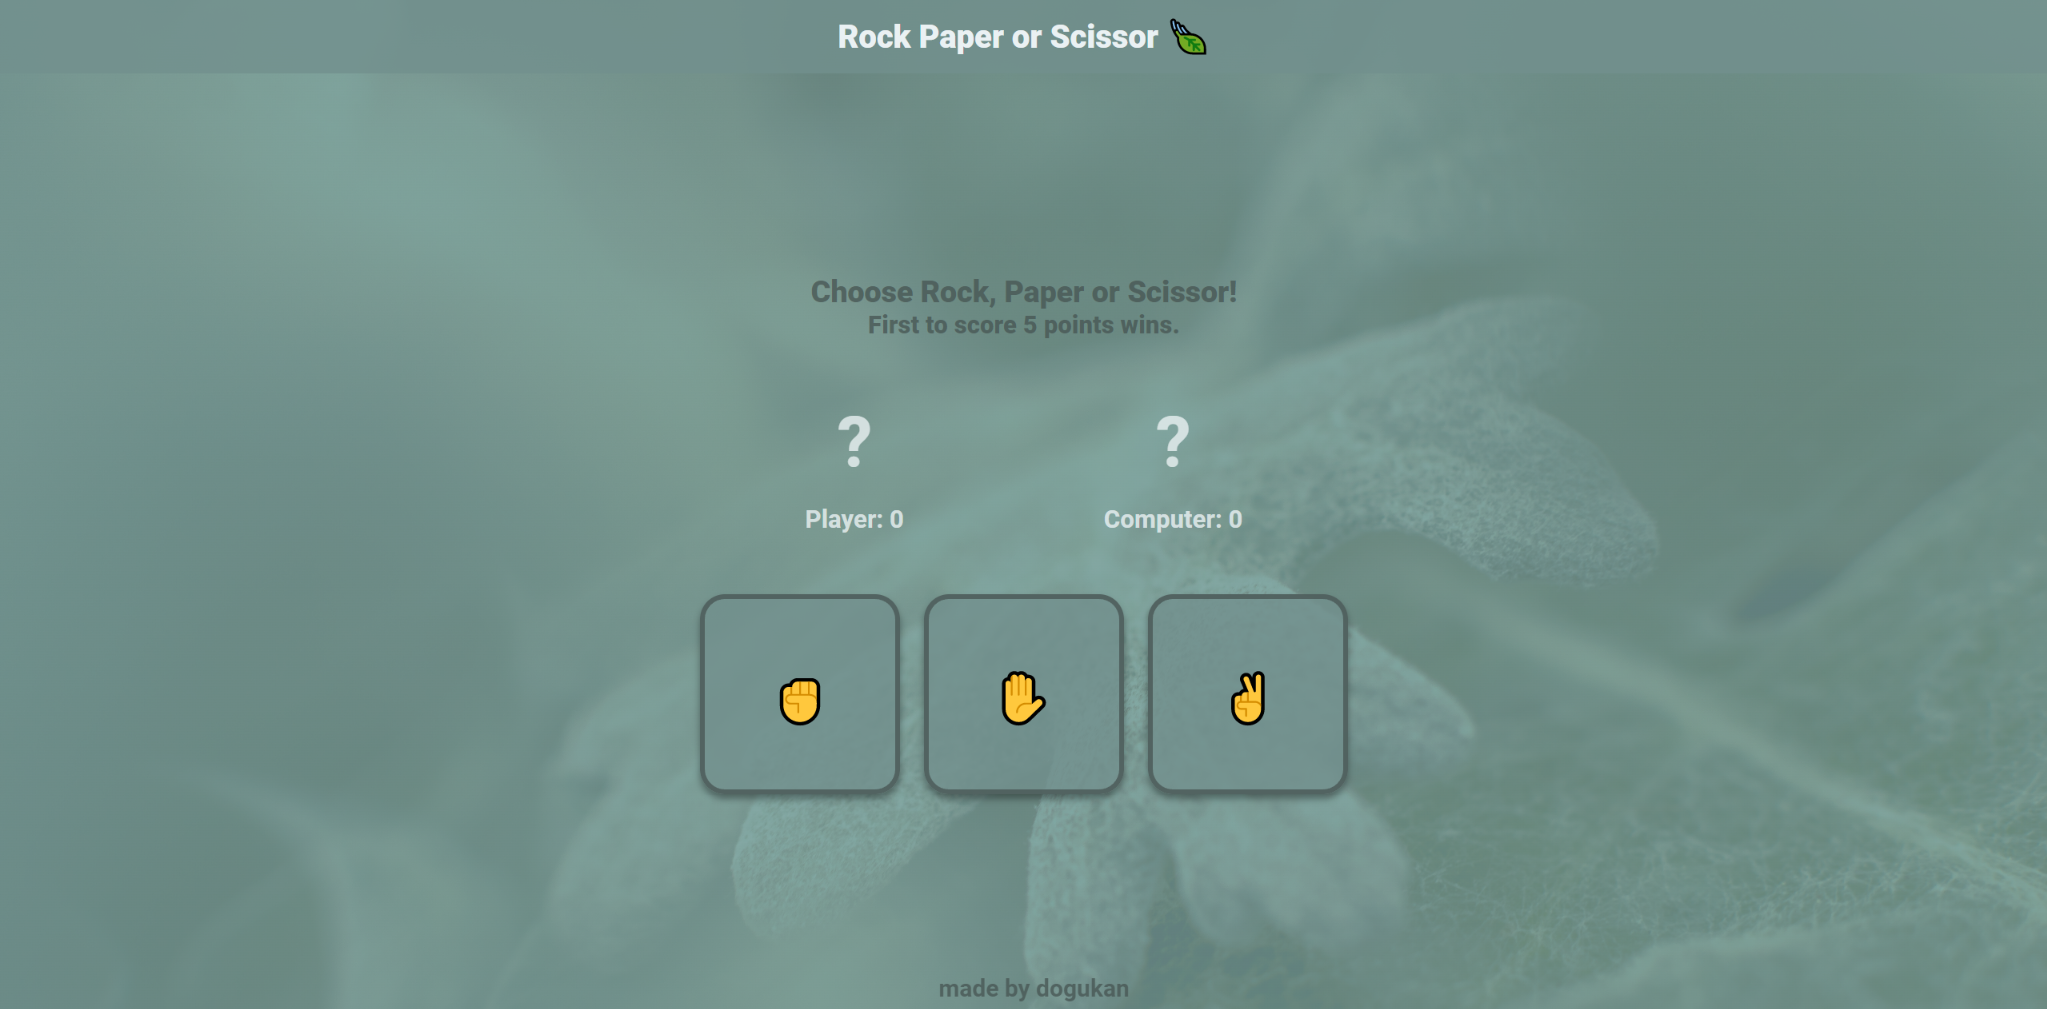 Rock Paper or Scissor
Choose Rock, Paper or Scissor!
First to score 5 points wins.
? ?
Player: 0 Computer: 0
made by dogukan